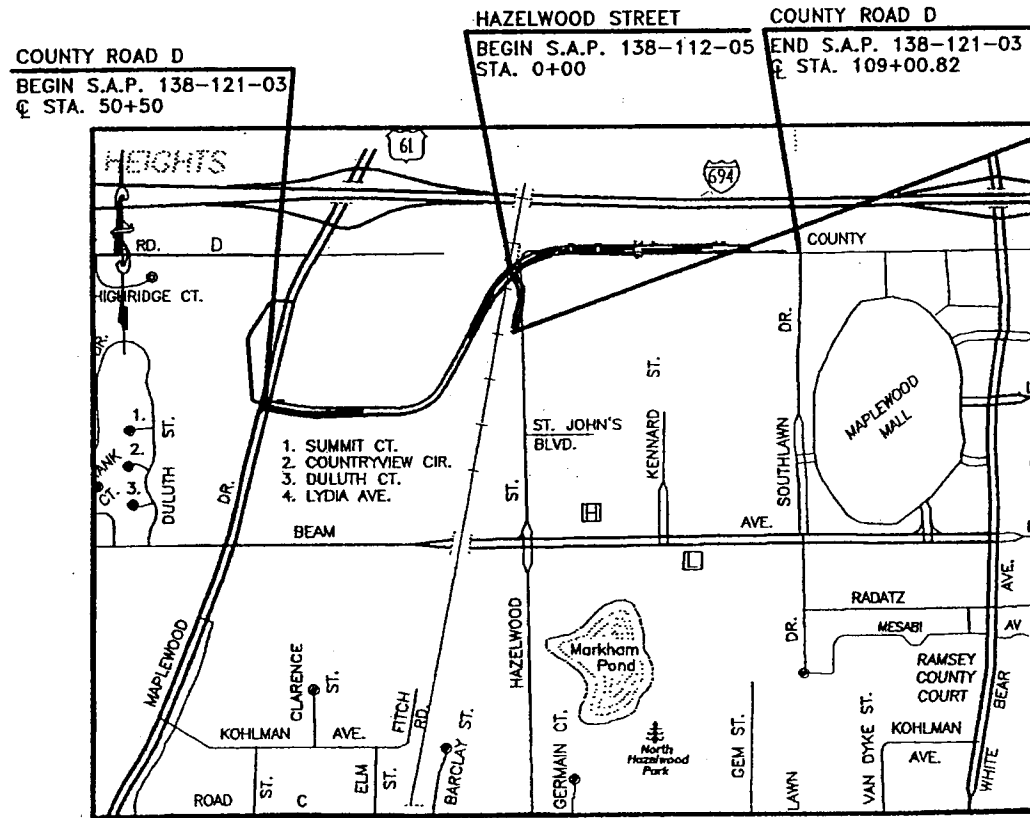 HAZELWOOD STREET
BEGIN S.A.P. 138-112-05
STA. 0+00
COUNTY ROAD D
END S.A.P. 138-121-03
℄ STA. 109+00.82
COUNTY ROAD D
BEGIN S.A.P. 138-121-03
℄ STA. 50+50
HEIGHTS
61
694
RD. D
COUNTY
HIGHRIDGE CT.
DR.
DR.
ST.
MAPLEWOOD
MALL
1.
2.
3.
CT.
DULUTH
ST.
DR.
1. SUMMIT CT.
2. COUNTRYVIEW CIR.
3. DULUTH CT.
4. LYDIA AVE.
ST. JOHN'S
BLVD.
KENNARD
SOUTHLAWN
ST.
H
BEAM
AVE.
L
AVE.
RADATZ
MESABI
AV
DR.
Markham
Pond
RAMSEY
COUNTY
COURT
HAZELWOOD
MAPLEWOOD
CLARENCE
ST.
FITCH
RD.
BEAR
KOHLMAN AVE.
BARCLAY ST.
North
Hazelwood
Park
GEM ST.
VAN DYKE ST.
KOHLMAN
AVE.
WHITE
ROAD C
ST.
ELM
ST.
GERMAIN CT.
LAWN